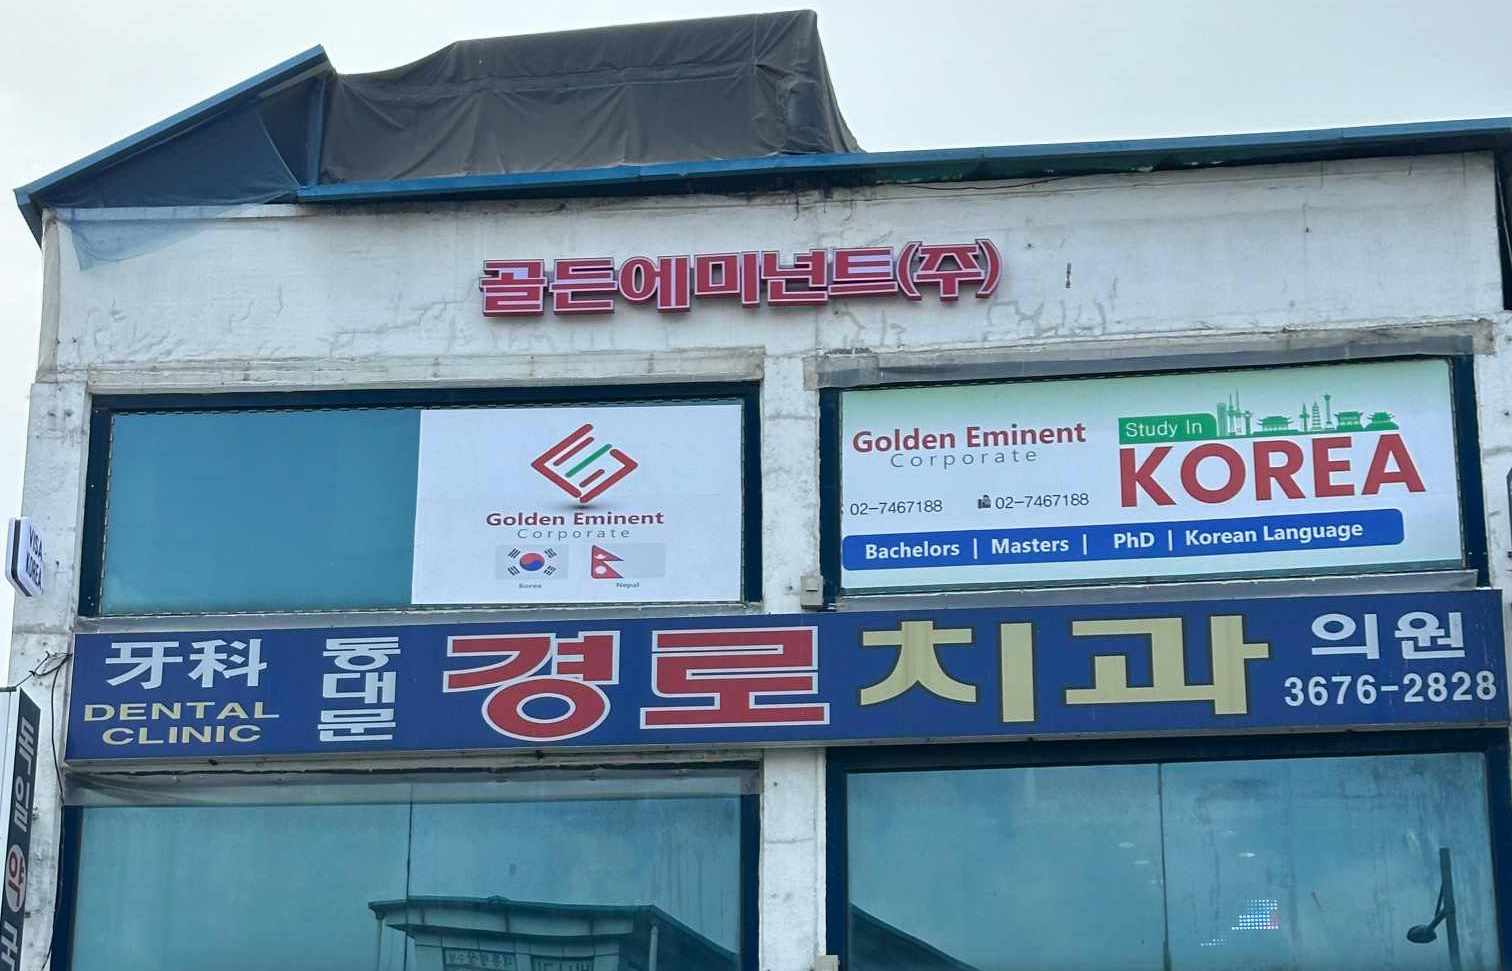 골든에미넌트(주)
Golden Eminent
Corporate
Korea
Nepal
Golden Eminent
Corporate
02-7467188
02-7467188
Study In
KOREA
Bachelors | Masters | PhD | Korean Language
VISA
KOREA
牙科
DENTAL
CLINIC
동대문
경로치과
의원
3676-2828